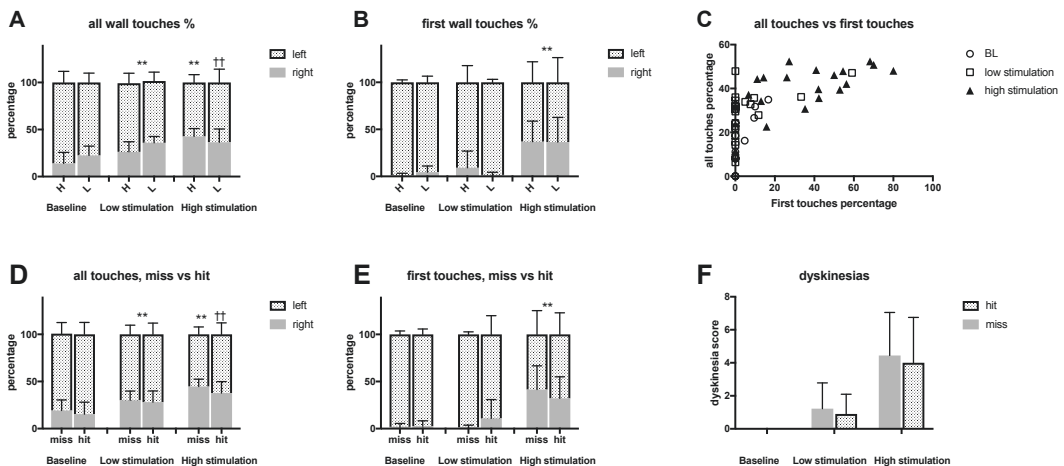 A
all wall touches %
left
right
percentage
100
50
0
**
**
††
H
L
H
L
H
L
Baseline
Low stimulation
High stimulation
B
first wall touches %
left
right
percentage
100
50
0
**
H
L
H
L
H
L
Baseline
Low stimulation
High stimulation
C
all touches vs first touches
BL
low stimulation
high stimulation
all touches percentage
60
40
20
0
0 20 40 60 80 100
First touches percentage
D
all touches, miss vs hit
left
right
percentage
100
50
0
**
**
††
miss hit miss hit miss hit
Baseline
Low stimulation
High stimulation
E
first touches, miss vs hit
left
right
percentage
100
50
0
**
miss hit miss hit miss hit
Baseline
Low stimulation
High stimulation
F
dyskinesias
hit
miss
dyskinesia score
8
6
4
2
0
Baseline
Low stimulation
High stimulation